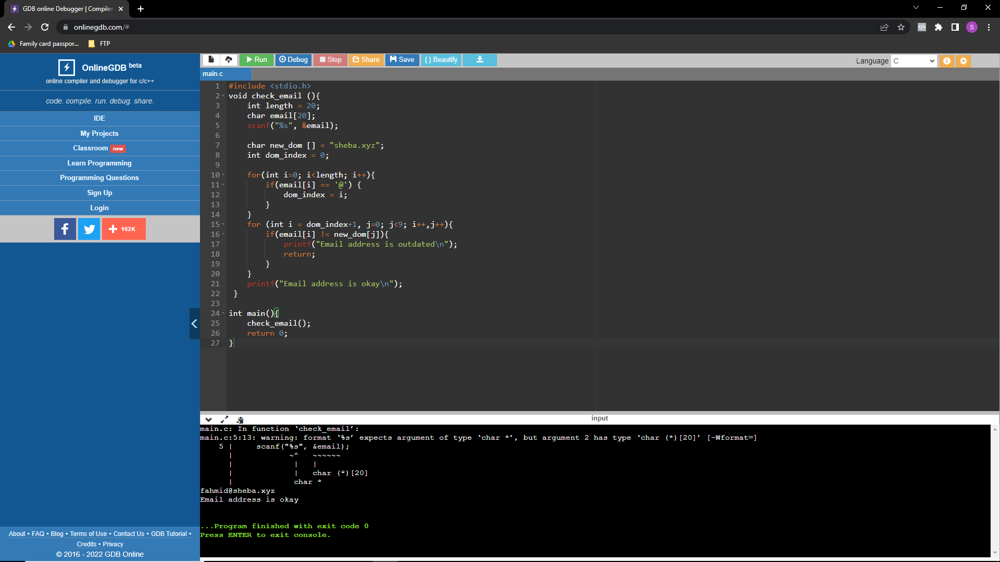 GDB online Debugger | Compiler
onlinegdb.com/#
S
Family card passpor...
FTP
OnlineGDB beta
online compiler and debugger for c/c++
code. compile. run. debug. share.
IDE
My Projects
Classroom new
Learn Programming
Programming Questions
Sign Up
Login
162K
About • FAQ • Blog • Terms of Use • Contact Us • GDB Tutorial •
Credits • Privacy
© 2016 - 2022 GDB Online
Run Debug Stop Share Save { } Beautify
Language C
main.c
1 #include <stdio.h>
2 void check_email (){
3     int length = 20;
4     char email[20];
5     scanf("%s", &email);
6
7     char new_dom [] = "sheba.xyz";
8     int dom_index = 0;
9
10     for(int i=0; i<length; i++){
11         if(email[i] == '@') {
12             dom_index = i;
13         }
14     }
15     for (int i = dom_index+1, j=0; j<9; i++,j++){
16         if(email[i] != new_dom[j]){
17             printf("Email address is outdated\n");
18             return;
19         }
20     }
21     printf("Email address is okay\n");
22  }
23
24 int main(){
25     check_email();
26     return 0;
27 }
input
main.c: In function ‘check_email’:
main.c:5:13: warning: format ‘%s’ expects argument of type ‘char *’, but argument 2 has type ‘char (*)[20]’ [-Wformat=]
    5 |     scanf("%s", &email);
      |            ~^   ~~~~~~
      |             |   |
      |             |   char (*)[20]
      |             char *
fahmid@sheba.xyz
Email address is okay
...Program finished with exit code 0
Press ENTER to exit console.